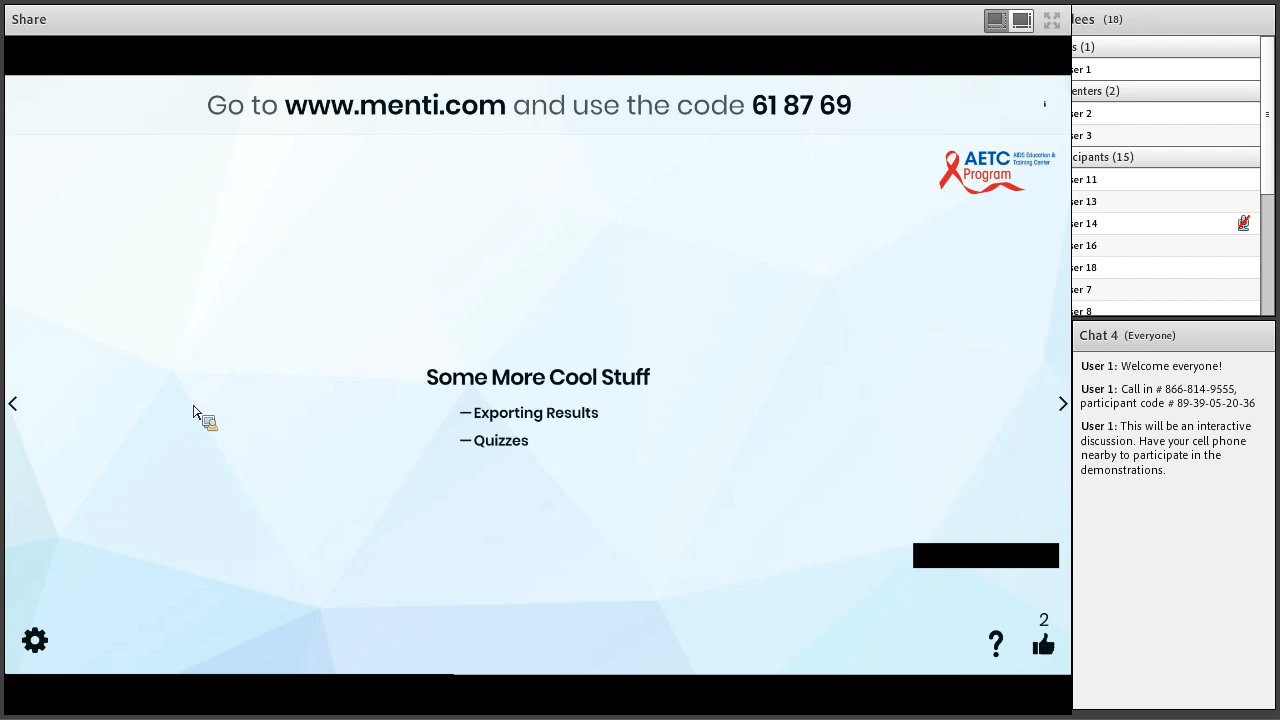 Share
Go to www.menti.com and use the code 61 87 69
i
AETC AIDS Education &
Training Center
Program
Some More Cool Stuff
— Exporting Results
— Quizzes
?
2
dees (18)
s (1)
ser 1
enters (2)
ser 2
ser 3
cipants (15)
ser 11
ser 13
ser 14
ser 16
ser 18
ser 7
ser 8
Chat 4 (Everyone)
User 1: Welcome everyone!
User 1: Call in # 866-814-9555,
participant code # 89-39-05-20-36
User 1: This will be an interactive
discussion. Have your cell phone
nearby to participate in the
demonstrations.